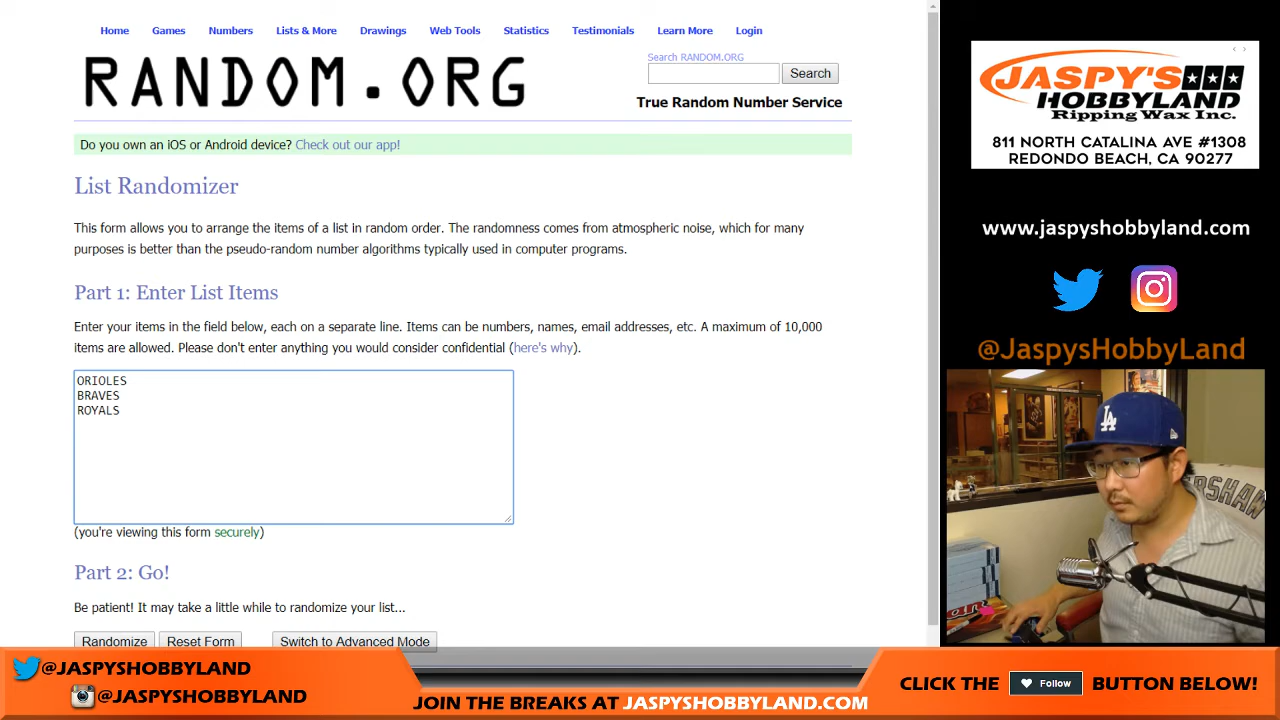 Home Games Numbers Lists & More Drawings Web Tools Statistics Testimonials Learn More Login
RANDOM.ORG
Search RANDOM.ORG
Search
True Random Number Service
Do you own an iOS or Android device? Check out our app!
List Randomizer
This form allows you to arrange the items of a list in random order. The randomness comes from atmospheric noise, which for many
purposes is better than the pseudo-random number algorithms typically used in computer programs.
Part 1: Enter List Items
Enter your items in the field below, each on a separate line. Items can be numbers, names, email addresses, etc. A maximum of 10,000
items are allowed. Please don't enter anything you would consider confidential (here's why).
ORIOLES
BRAVES
ROYALS
(you're viewing this form securely)
Part 2: Go!
Be patient! It may take a little while to randomize your list...
Randomize Reset Form Switch to Advanced Mode
JASPY'S
HOBBYLAND
Ripping Wax Inc.
811 NORTH CATALINA AVE #1308
REDONDO BEACH, CA 90277
www.jaspyshobbyland.com
@JaspysHobbyLand
LA
RSHAW
@JASPYSHOBBYLAND
@JASPYSHOBBYLAND
JOIN THE BREAKS AT JASPYSHOBBYLAND.COM
CLICK THE Follow BUTTON BELOW!